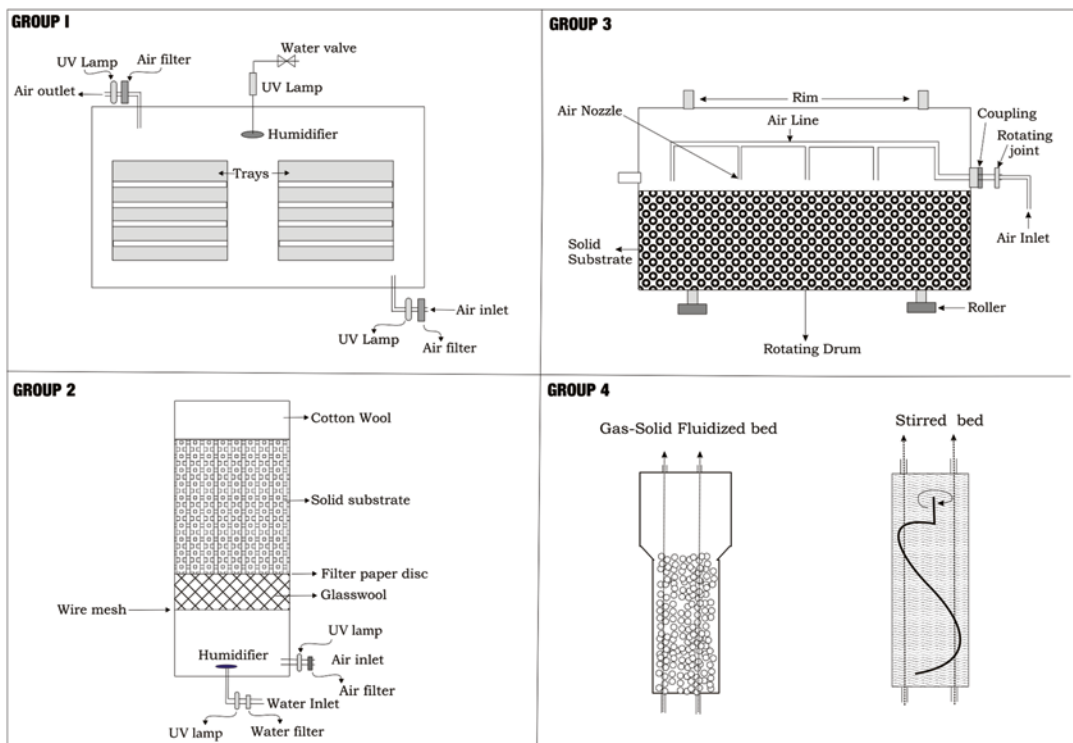 GROUP I
Water valve
UV Lamp
Air filter
UV Lamp
Air outlet
Humidifier
Trays
Air inlet
UV Lamp
Air filter
GROUP 3
Rim
Air Nozzle
Air Line
Coupling
Rotating
joint
Solid
Substrate
Air Inlet
Roller
Rotating Drum
GROUP 2
Cotton Wool
Solid substrate
Filter paper disc
Glasswool
Wire mesh
UV lamp
Humidifier
Air inlet
Air filter
Water Inlet
UV lamp
Water filter
GROUP 4
Gas-Solid Fluidized bed
Stirred bed